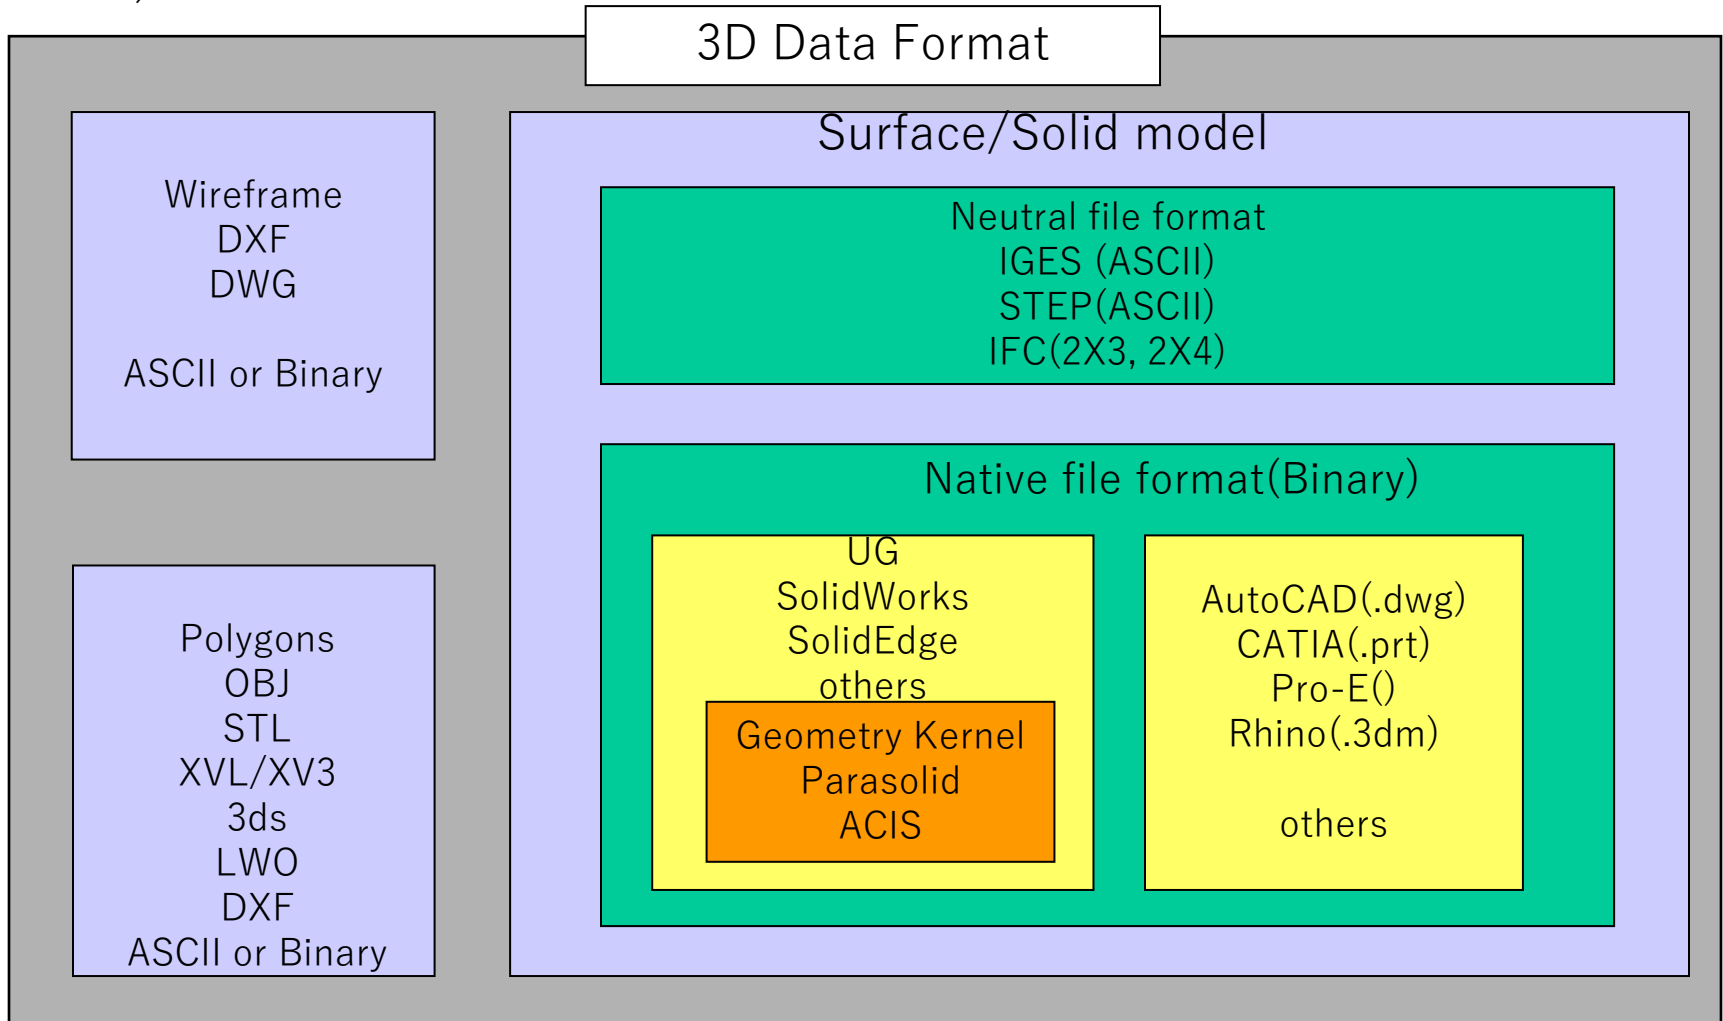 3D Data Format
Wireframe
DXF
DWG
ASCII or Binary
Polygons
OBJ
STL
XVL/XV3
3ds
LWO
DXF
ASCII or Binary
Surface/Solid model
Neutral file format
IGES (ASCII)
STEP(ASCII)
IFC(2X3, 2X4)
Native file format(Binary)
UG
SolidWorks
SolidEdge
others
Geometry Kernel
Parasolid
ACIS
AutoCAD(.dwg)
CATIA(.prt)
Pro-E()
Rhino(.3dm)
others